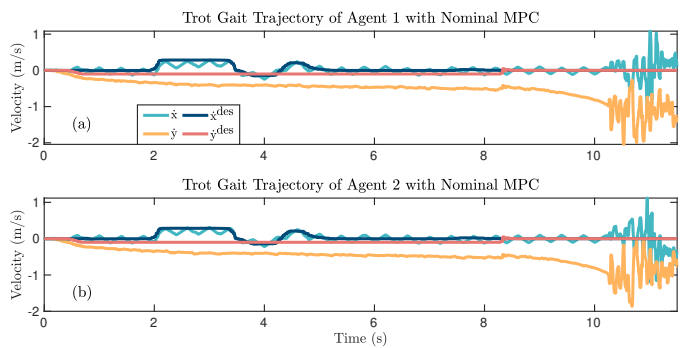 Trot Gait Trajectory of Agent 1 with Nominal MPC
Velocity (m/s)
1
0
-1
-2
(a)
ẋ ẋdes
ẏ ẏdes
0 2 4 6 8 10
Trot Gait Trajectory of Agent 2 with Nominal MPC
Velocity (m/s)
1
0
-1
-2
(b)
0 2 4 6 8 10
Time (s)